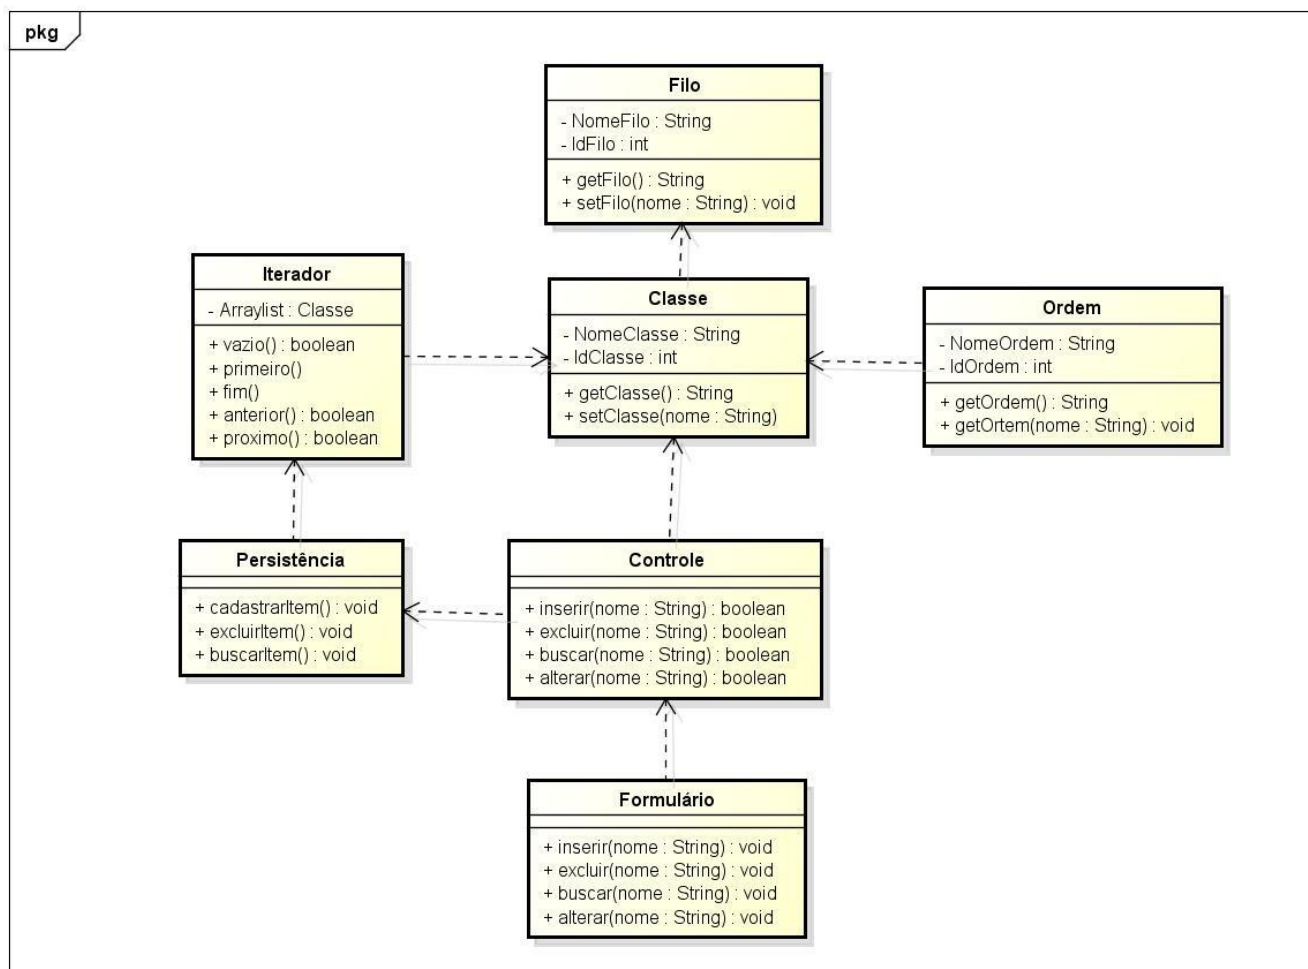 pkg
Filo
- NomeFilo : String
- IdFilo : int
+ getFilo() : String
+ setFilo(nome : String) : void
Iterador
- Arraylist : Classe
+ vazio() : boolean
+ primeiro()
+ fim()
+ anterior() : boolean
+ proximo() : boolean
Classe
- NomeClasse : String
- IdClasse : int
+ getClasse() : String
+ setClasse(nome : String)
Ordem
- NomeOrdem : String
- IdOrdem : int
+ getOrdem() : String
+ getOrtem(nome : String) : void
Persistência
+ cadastrarItem() : void
+ excluirItem() : void
+ buscarItem() : void
Controle
+ inserir(nome : String) : boolean
+ excluir(nome : String) : boolean
+ buscar(nome : String) : boolean
+ alterar(nome : String) : boolean
Formulário
+ inserir(nome : String) : void
+ excluir(nome : String) : void
+ buscar(nome : String) : void
+ alterar(nome : String) : void